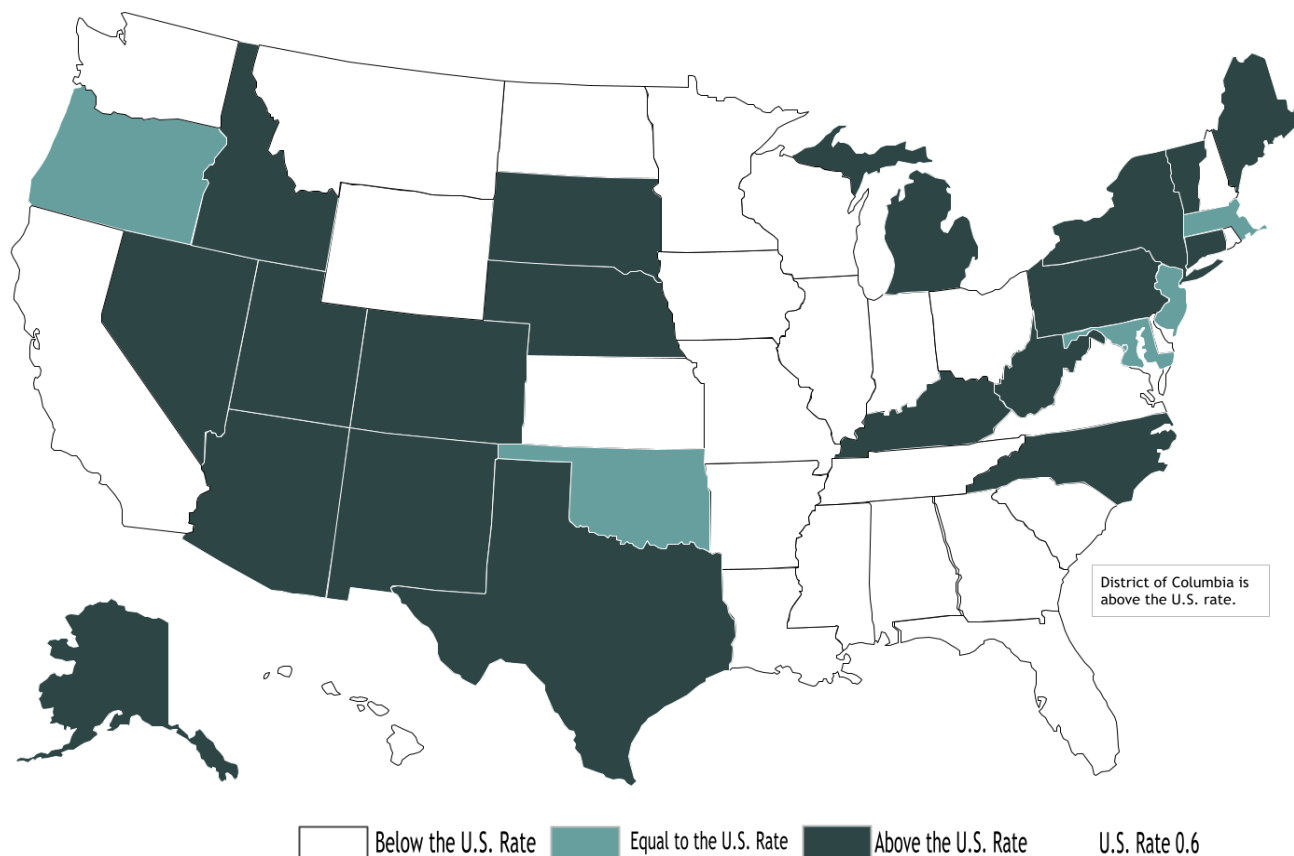 District of Columbia is
above the U.S. rate.
Below the U.S. Rate
Equal to the U.S. Rate
Above the U.S. Rate
U.S. Rate 0.6